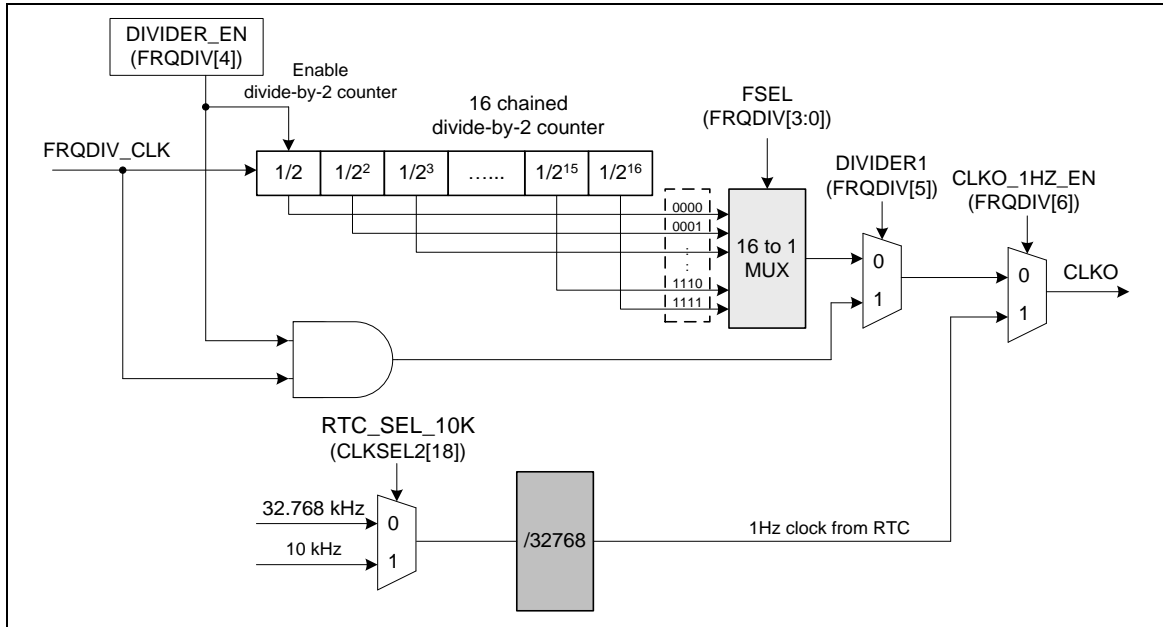 DIVIDER_EN
(FRQDIV[4])
Enable
divide-by-2 counter
16 chained
divide-by-2 counter
FSEL
(FRQDIV[3:0])
FRQDIV_CLK
1/2
1/2²
1/2³
…...
1/2¹⁵
1/2¹⁶
DIVIDER1
(FRQDIV[5])
CLKO_1HZ_EN
(FRQDIV[6])
0000
0001
:
:
1110
1111
16 to 1
MUX
0
1
0
1
CLKO
RTC_SEL_10K
(CLKSEL2[18])
32.768 kHz
10 kHz
0
1
/32768
1Hz clock from RTC